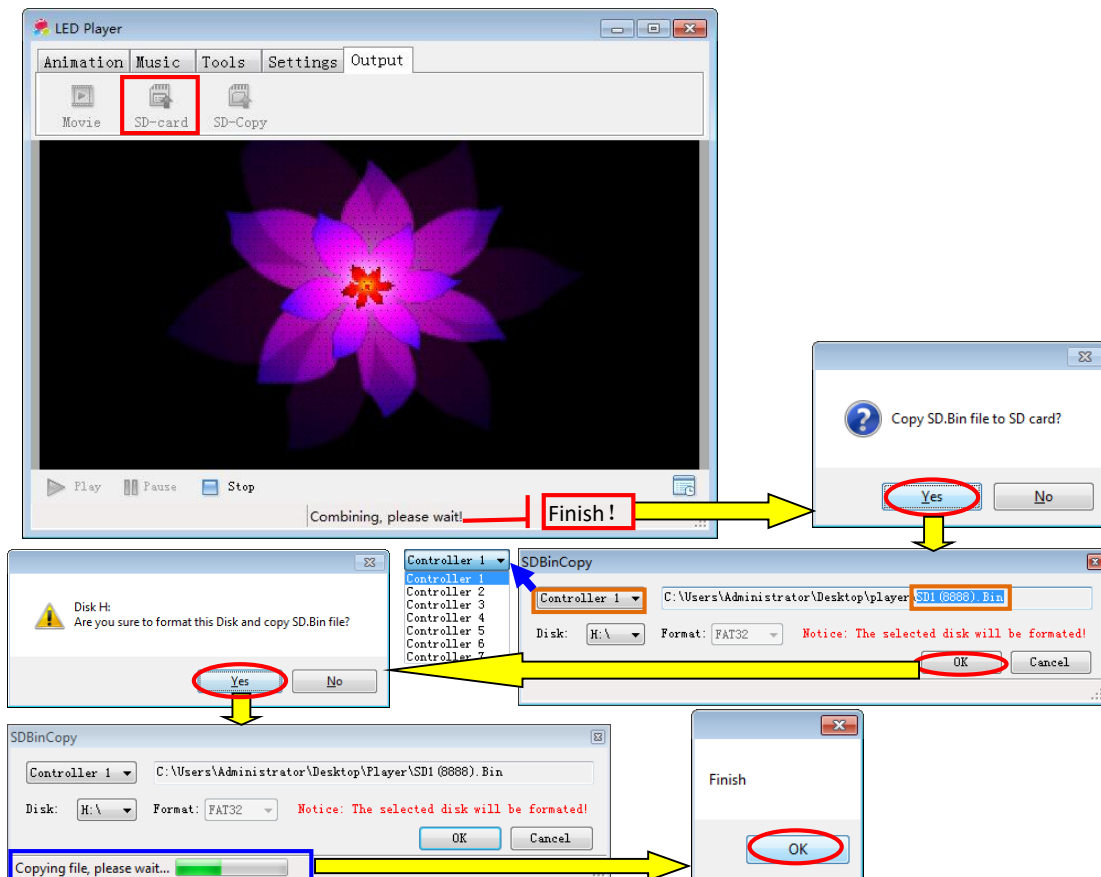 LED Player
Animation Music Tools Settings Output
Movie SD-card SD-Copy
Play Pause Stop
Combining, please wait!
Finish！
Copy SD.Bin file to SD card?
Yes No
SDBinCopy
Controller 1 C:\Users\Administrator\Desktop\player\SD1(8888).Bin
Disk: H:\ Format: FAT32 Notice: The selected disk will be formated!
OK Cancel
Controller 1
Controller 1
Controller 2
Controller 3
Controller 4
Controller 5
Controller 6
Controller 7
Disk H:
Are you sure to format this Disk and copy SD.Bin file?
Yes No
SDBinCopy
Controller 1 C:\Users\Administrator\Desktop\Player\SD1(8888).Bin
Disk: H:\ Format: FAT32 Notice: The selected disk will be formated!
OK Cancel
Copying file, please wait...
Finish
OK